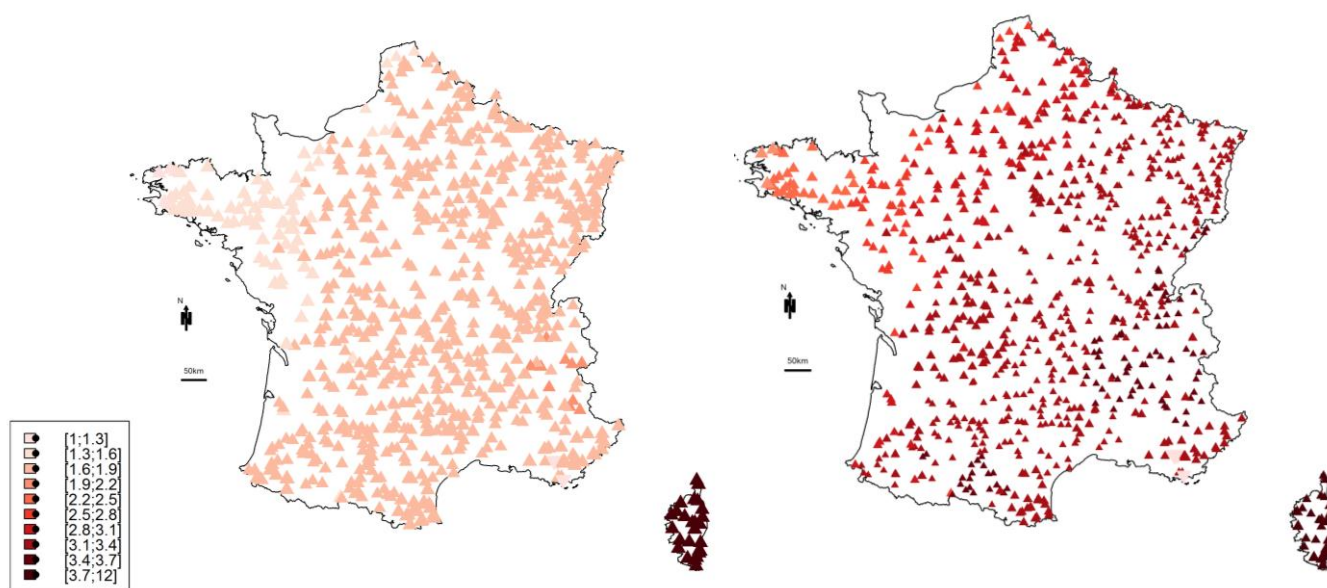 N
N
50km
N
N
50km
[1;1.3]
[1.3;1.6]
[1.6;1.9]
[1.9;2.2]
[2.2;2.5]
[2.5;2.8]
[2.8;3.1]
[3.1;3.4]
[3.4;3.7]
[3.7;12]